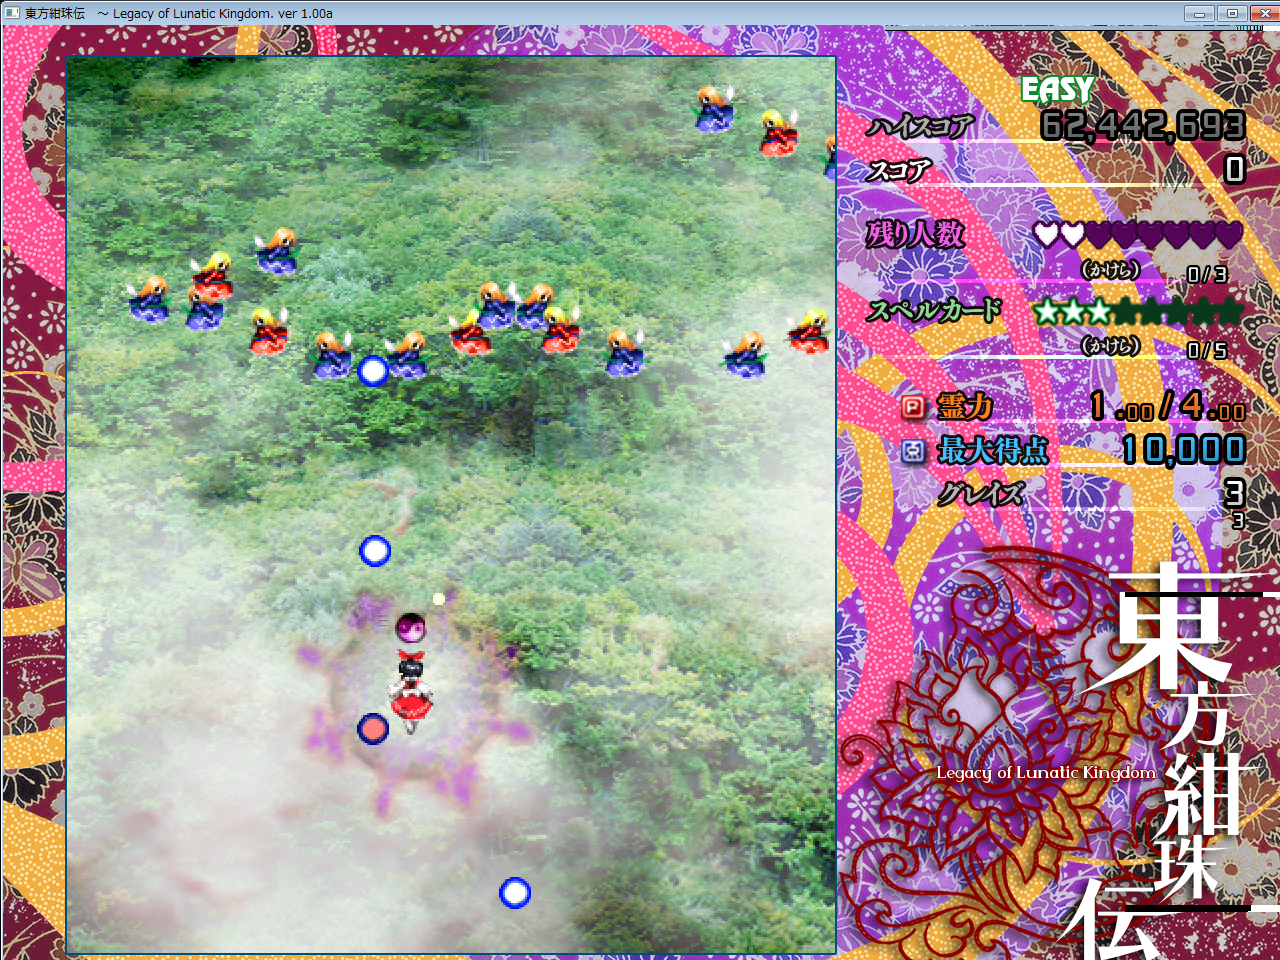 東方紺珠伝　～ Legacy of Lunatic Kingdom. ver 1.00a
EASY
ハイスコア 62,442,693
スコア 0
残り人数
(かけら) 0/3
スペルカード
(かけら) 0/5
P 霊力 1.00/4.00
得 最大得点 10,000
グレイズ 3
3
東方紺珠伝
Legacy of Lunatic Kingdom